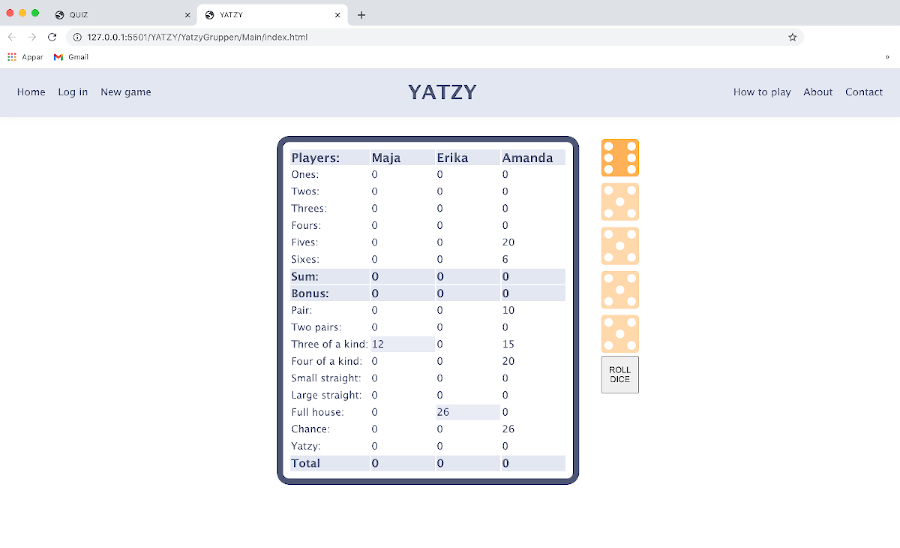 QUIZ
YATZY
127.0.0.1:5501/YATZY/YatzyGruppen/Main/index.html
Appar Gmail »
Home Log in New game YATZY How to play About Contact
Players: Maja Erika Amanda
Ones: 0 0 0
Twos: 0 0 0
Threes: 0 0 0
Fours: 0 0 0
Fives: 0 0 20
Sixes: 0 0 6
Sum: 0 0 0
Bonus: 0 0 0
Pair: 0 0 10
Two pairs: 0 0 0
Three of a kind: 12 0 15
Four of a kind: 0 0 20
Small straight: 0 0 0
Large straight: 0 0 0
Full house: 0 26 0
Chance: 0 0 26
Yatzy: 0 0 0
Total 0 0 0
ROLL
DICE